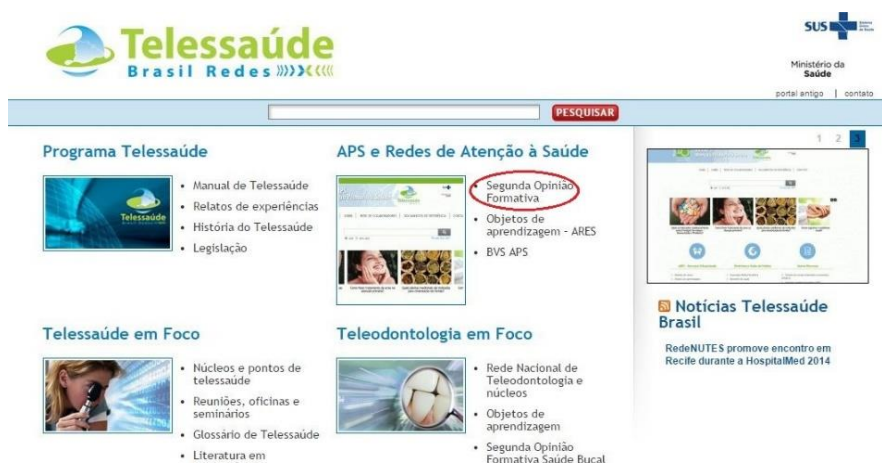 Telessaúde
Brasil Redes
SUS
Ministério da
Saúde
portal antigo | contato
PESQUISAR
1 2 3
Programa Telessaúde
Telessaúde
• Manual de Telessaúde
• Relatos de experiências
• História do Telessaúde
• Legislação
APS e Redes de Atenção à Saúde
• Segunda Opinião
Formativa
• Objetos de
aprendizagem - ARES
• BVS APS
Notícias Telessaúde
Brasil
RedeNUTES promove encontro em
Recife durante a HospitalMed 2014
Telessaúde em Foco
• Núcleos e pontos de
telessaúde
• Reuniões, oficinas e
seminários
• Glossário de Telessaúde
• Literatura em
Teleodontologia em Foco
• Rede Nacional de
Teleodontologia e
núcleos
• Objetos de
aprendizagem
• Segunda Opinião
Formativa Saúde Bucal